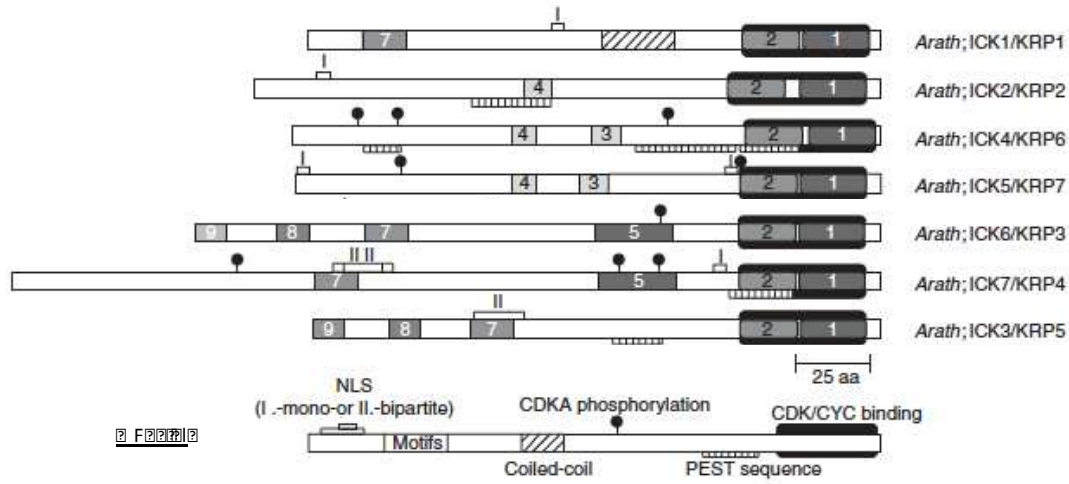 I
7 2 1 Arath;ICK1/KRP1
I
4 2 1 Arath;ICK2/KRP2
4 3 2 1 Arath;ICK4/KRP6
I I
4 3 2 1 Arath;ICK5/KRP7
9 8 7 5 2 1 Arath;ICK6/KRP3
II II I
7 5 2 1 Arath;ICK7/KRP4
II
9 8 7 2 1 Arath;ICK3/KRP5
25 aa
NLS
(I .-mono-or II.-bipartite)
CDKA phosphorylation
CDK/CYC binding
Motifs
Coiled-coil
PEST sequence